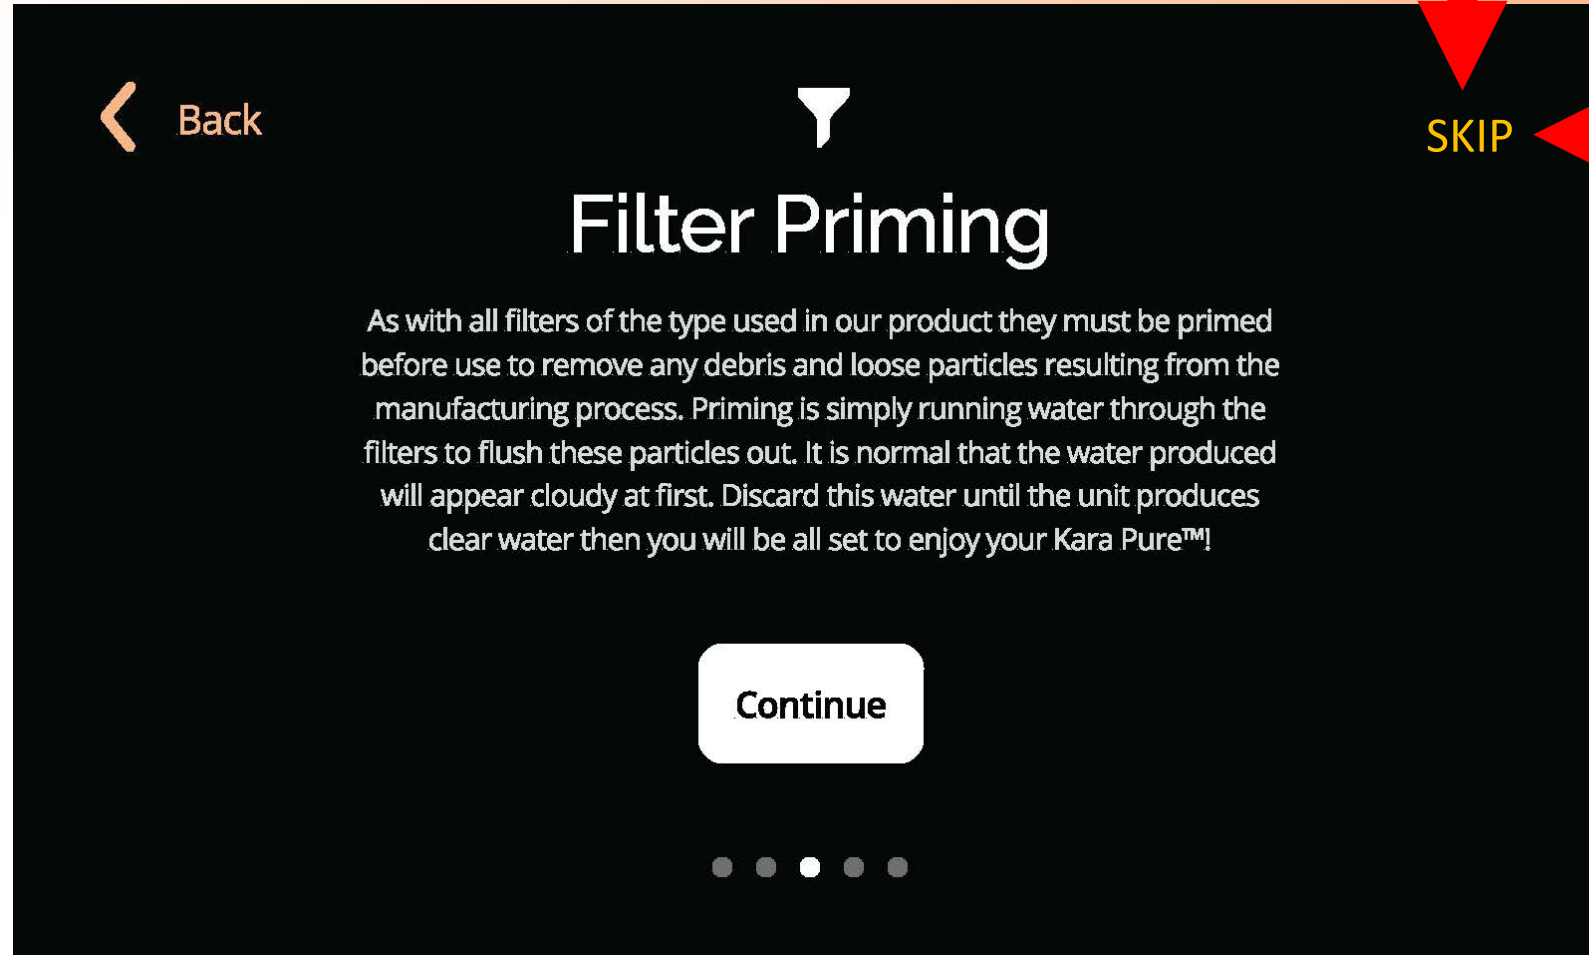 Back
SKIP
Filter Priming
As with all filters of the type used in our product they must be primed
before use to remove any debris and loose particles resulting from the
manufacturing process. Priming is simply running water through the
filters to flush these particles out. It is normal that the water produced
will appear cloudy at first. Discard this water until the unit produces
clear water then you will be all set to enjoy your Kara Pure™!
Continue